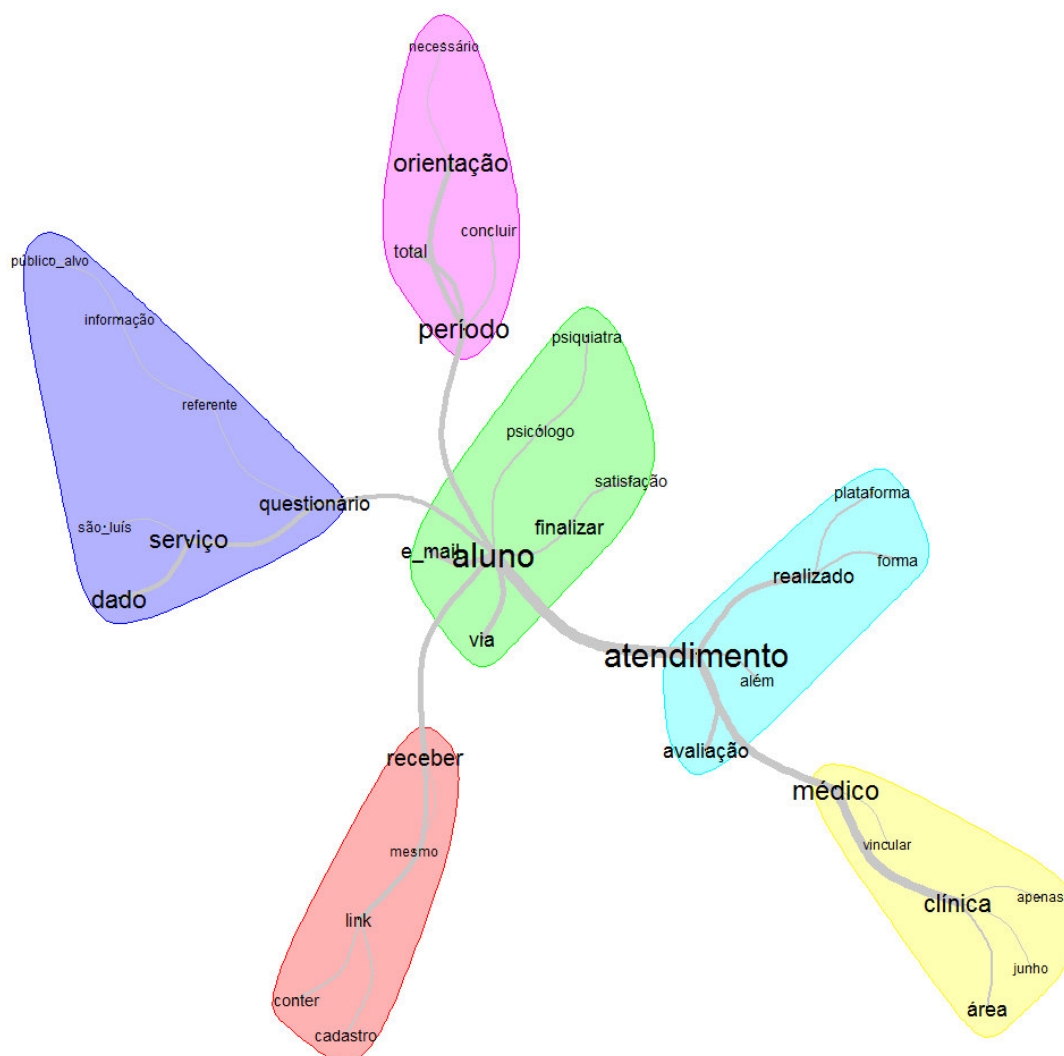 necessário
orientação
concluir
total
período
público_alvo
informação
referente
questionário
são_luís
serviço
dado
psiquiatra
psicólogo
satisfação
finalizar
e_mail
aluno
via
plataforma
realizado
forma
atendimento
além
avaliação
receber
mesmo
link
conter
cadastro
médico
vincular
clínica
apenas
junho
área